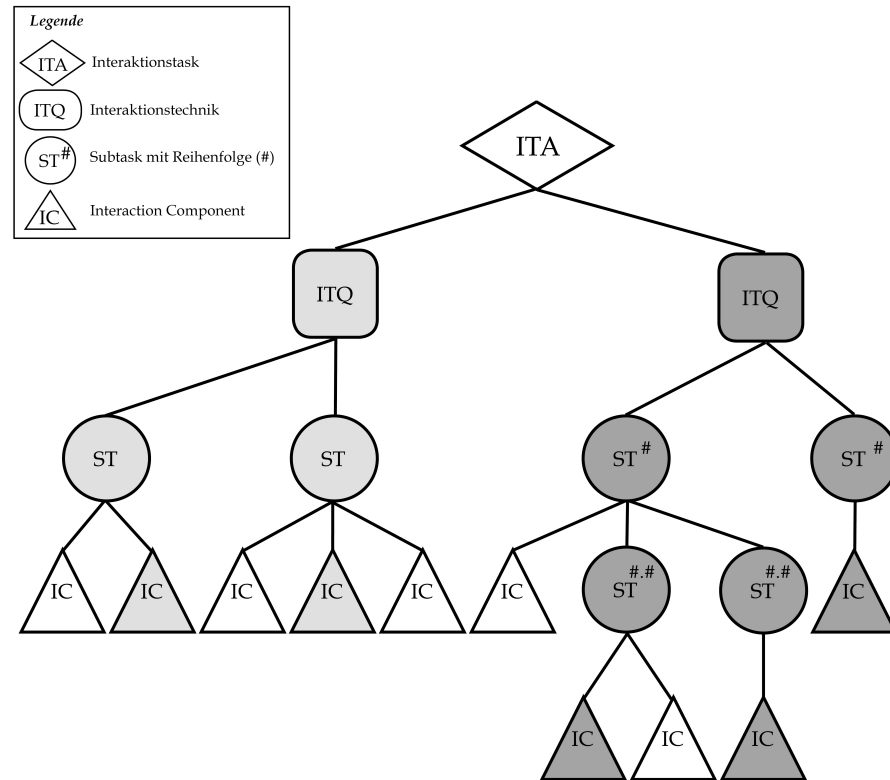 Legende
ITA Interaktionstask
ITQ Interaktionstechnik
ST# Subtask mit Reihenfolge (#)
IC Interaction Component
ITA
ITQ ITQ
ST ST ST# ST#
IC IC IC IC IC IC ST#.# ST#.# IC
IC IC IC